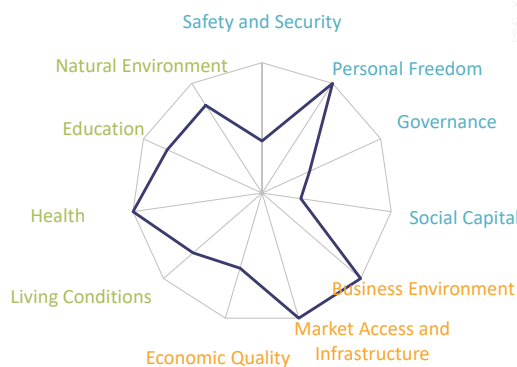 Safety and Security
Natural Environment
Personal Freedom
Education
Governance
Health
Social Capital
Business Environment
Living Conditions
Market Access and
Infrastructure
Economic Quality